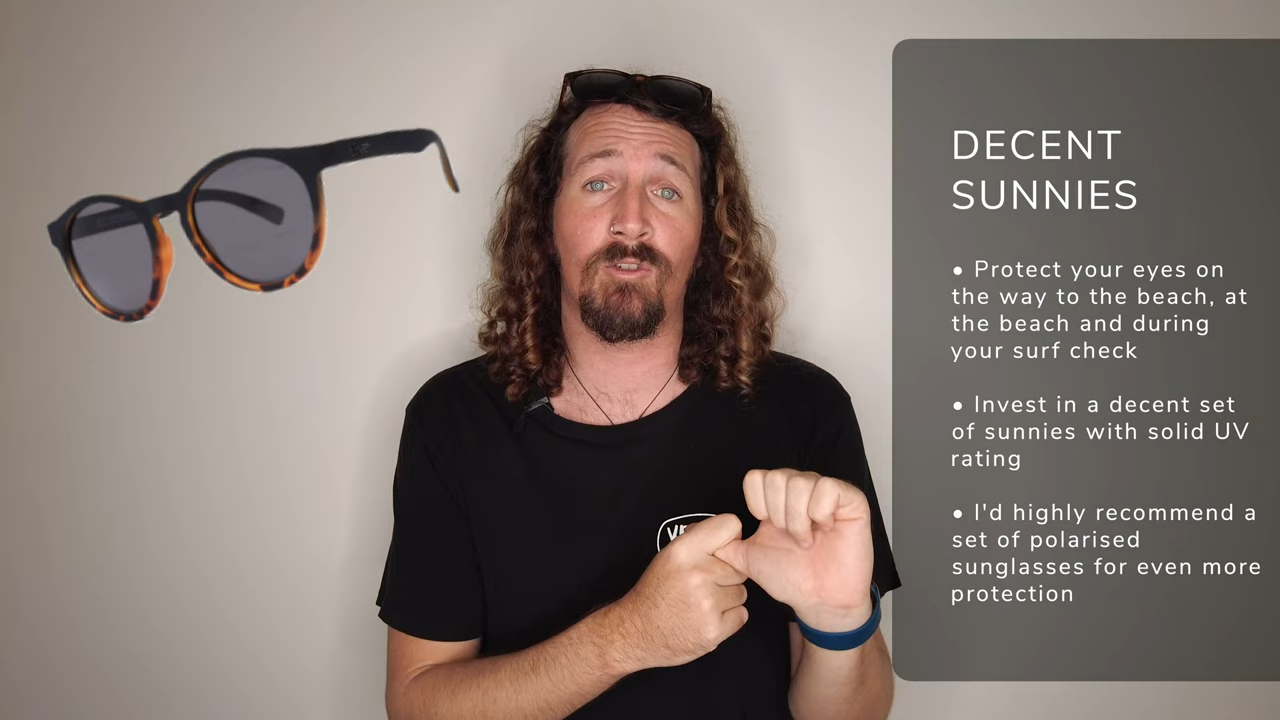 DECENT
SUNNIES
• Protect your eyes on
the way to the beach, at
the beach and during
your surf check
• Invest in a decent set
of sunnies with solid UV
rating
• I'd highly recommend a
set of polarised
sunglasses for even more
protection